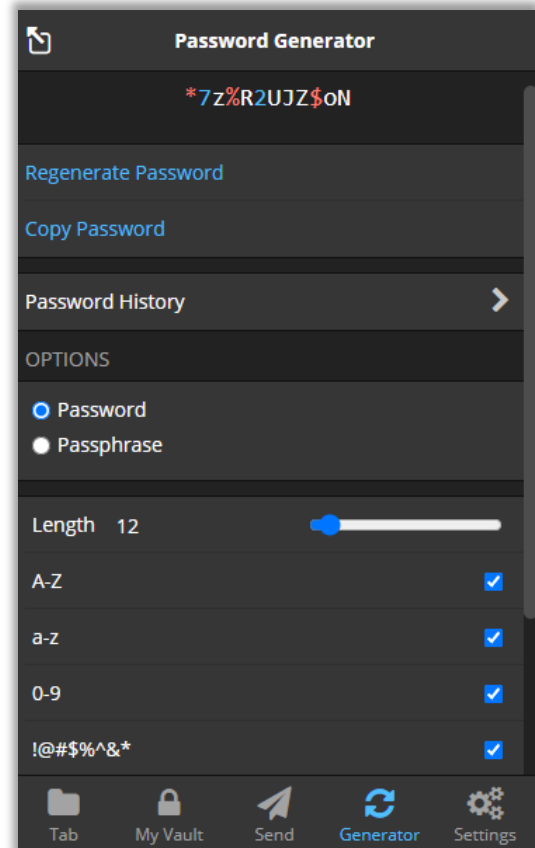 Password Generator
*7z%R2UJZ$oN
Regenerate Password
Copy Password
Password History
OPTIONS
Password
Passphrase
Length 12
A-Z
a-z
0-9
!@#$%^&*
Tab My Vault Send Generator Settings